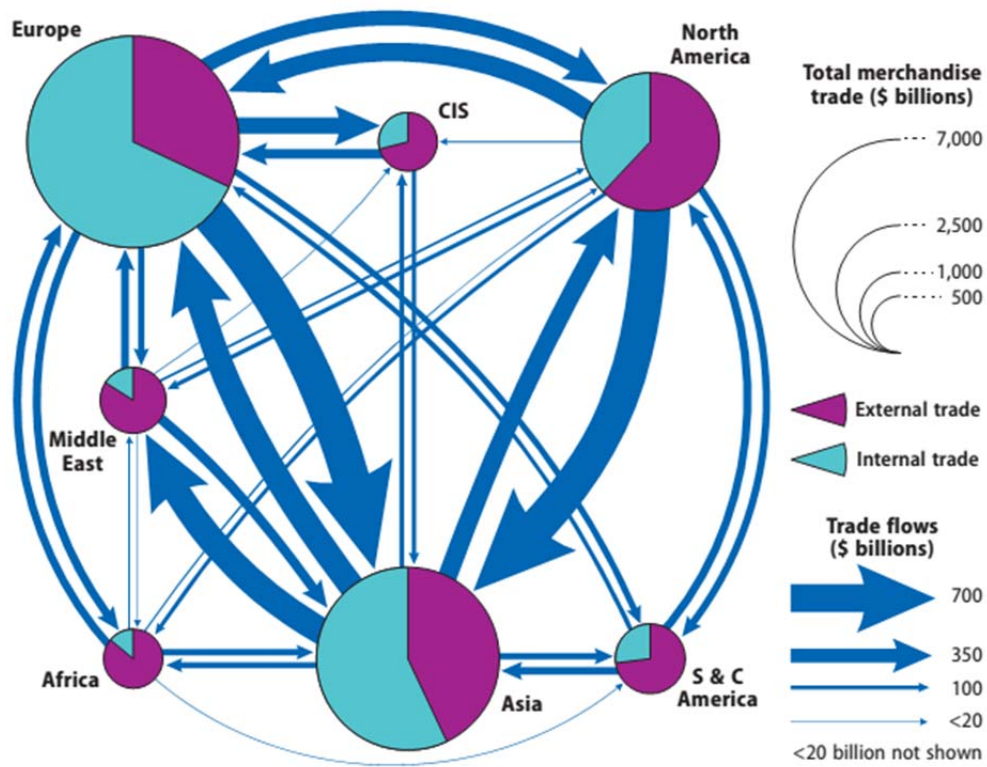 Europe
North
America
CIS
Total merchandise
trade ($ billions)
7,000
2,500
1,000
500
External trade
Internal trade
Middle
East
Trade flows
($ billions)
700
350
100
<20
<20 billion not shown
Africa
Asia
S & C
America